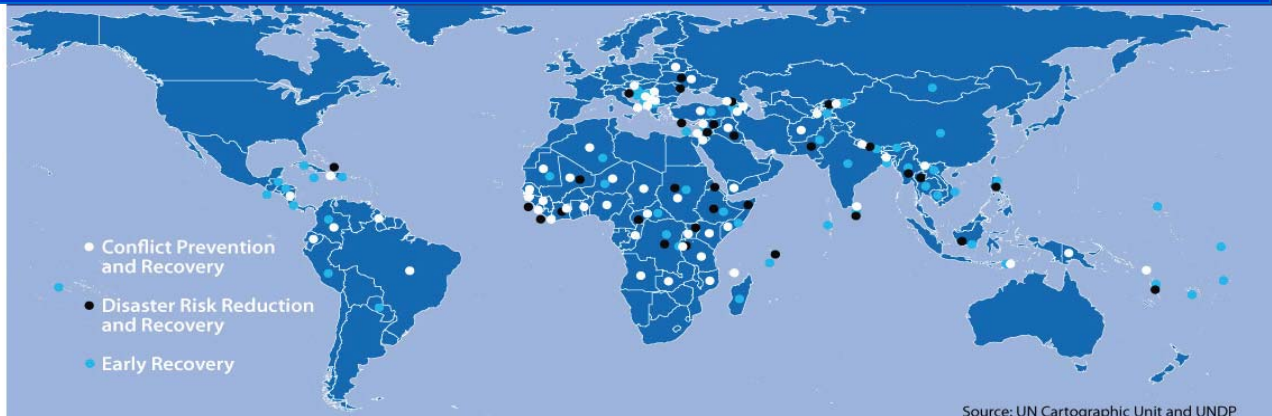 Conflict Prevention
and Recovery
Disaster Risk Reduction
and Recovery
Early Recovery
Source: UN Cartographic Unit and UNDP